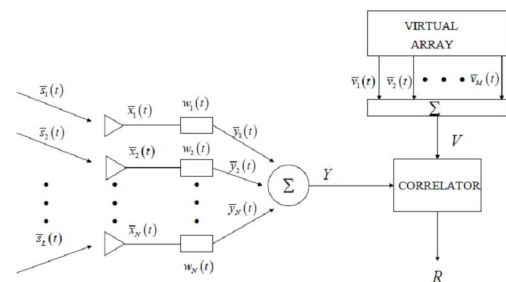 VIRTUAL
ARRAY
v̄₁(t) v̄₂(t) • • • v̄_M(t)
Σ
V
s̄₁(t)
x̄₁(t)
w₁(t)
ȳ₁(t)
s̄₂(t)
x̄₂(t)
w₂(t)
ȳ₂(t)
Σ
Y
CORRELATOR
s̄_L(t)
x̄_N(t)
ȳ_N(t)
w_N(t)
R